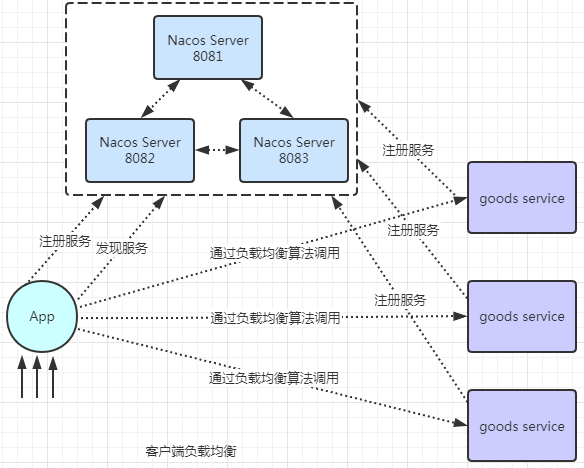 Nacos Server
8081
Nacos Server
8082
Nacos Server
8083
注册服务
goods service
注册服务
发现服务
注册服务
通过负载均衡算法调用
注册服务
App
通过负载均衡算法调用
goods service
通过负载均衡算法调用
goods service
客户端负载均衡